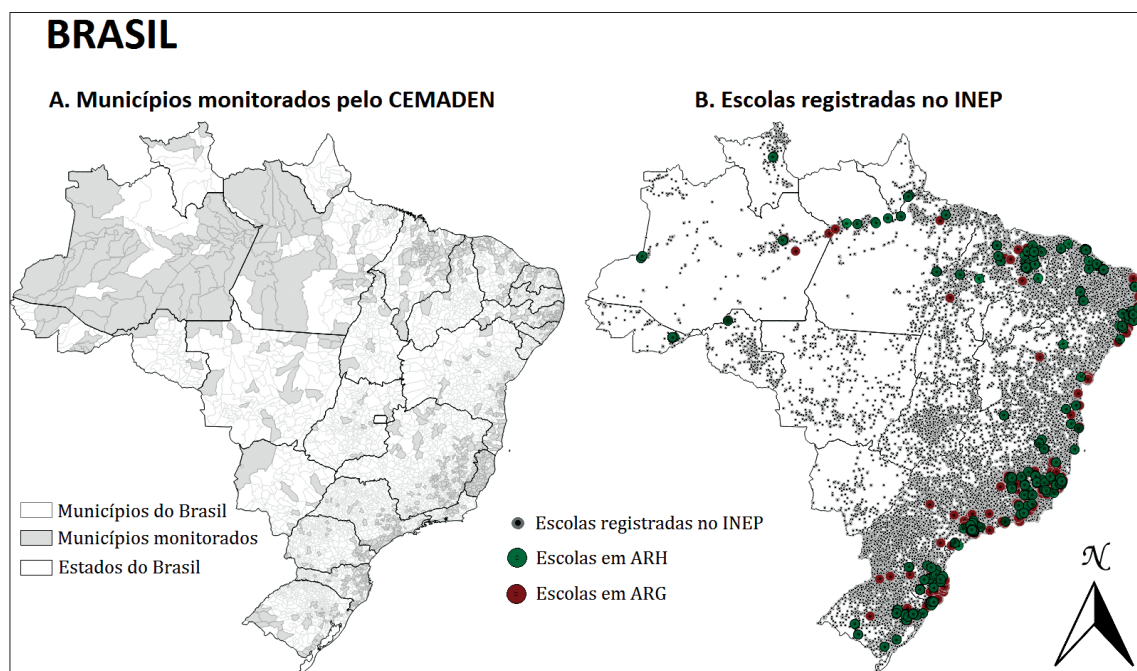 BRASIL
A. Municípios monitorados pelo CEMADEN
B. Escolas registradas no INEP
Municípios do Brasil
Municípios monitorados
Estados do Brasil
Escolas registradas no INEP
Escolas em ARH
Escolas em ARG
N